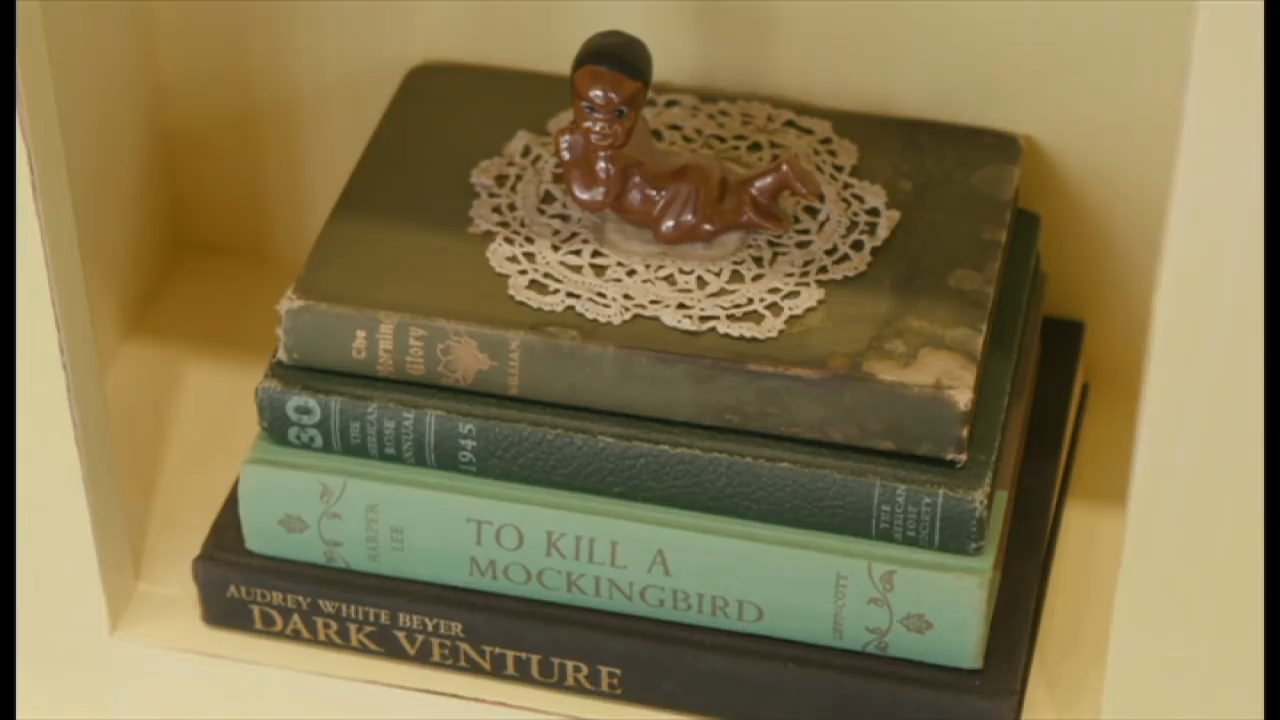 The
Morning
Glory
30
THE
AMERICAN
ROSE
ANNUAL
1945
THE
AMERICAN
ROSE
SOCIETY
HARPER
LEE
TO KILL A
MOCKINGBIRD
LIPPINCOTT
AUDREY WHITE BEYER
DARK VENTURE